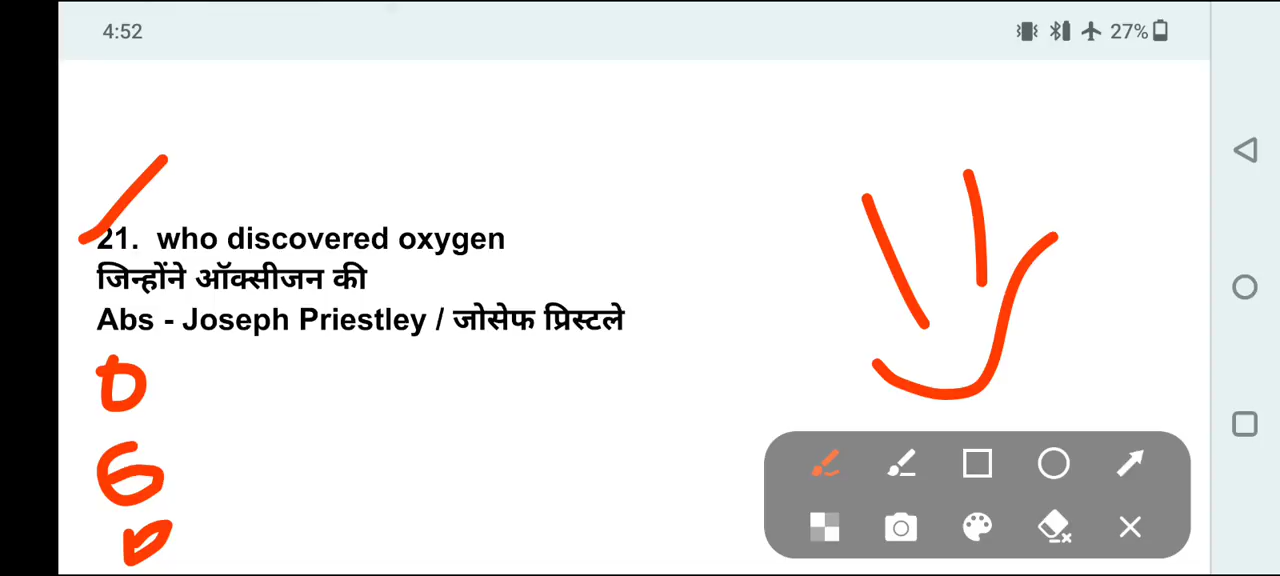 4:52
27%
21. who discovered oxygen
जिन्होंने ऑक्सीजन की
Abs - Joseph Priestley / जोसेफ प्रिस्टले